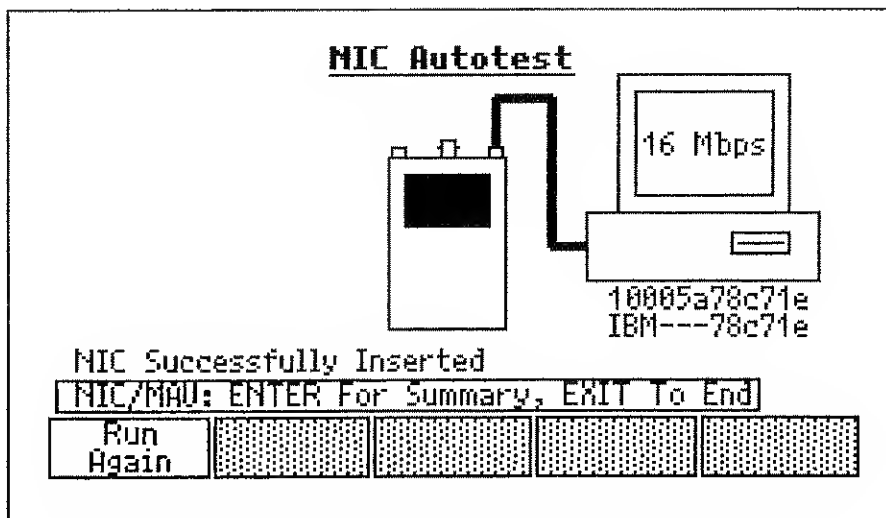 NIC Autotest
16 Mbps
10005a78c71e
IBM---78c71e
NIC Successfully Inserted
NIC/MAU: ENTER For Summary, EXIT To End
Run
Again